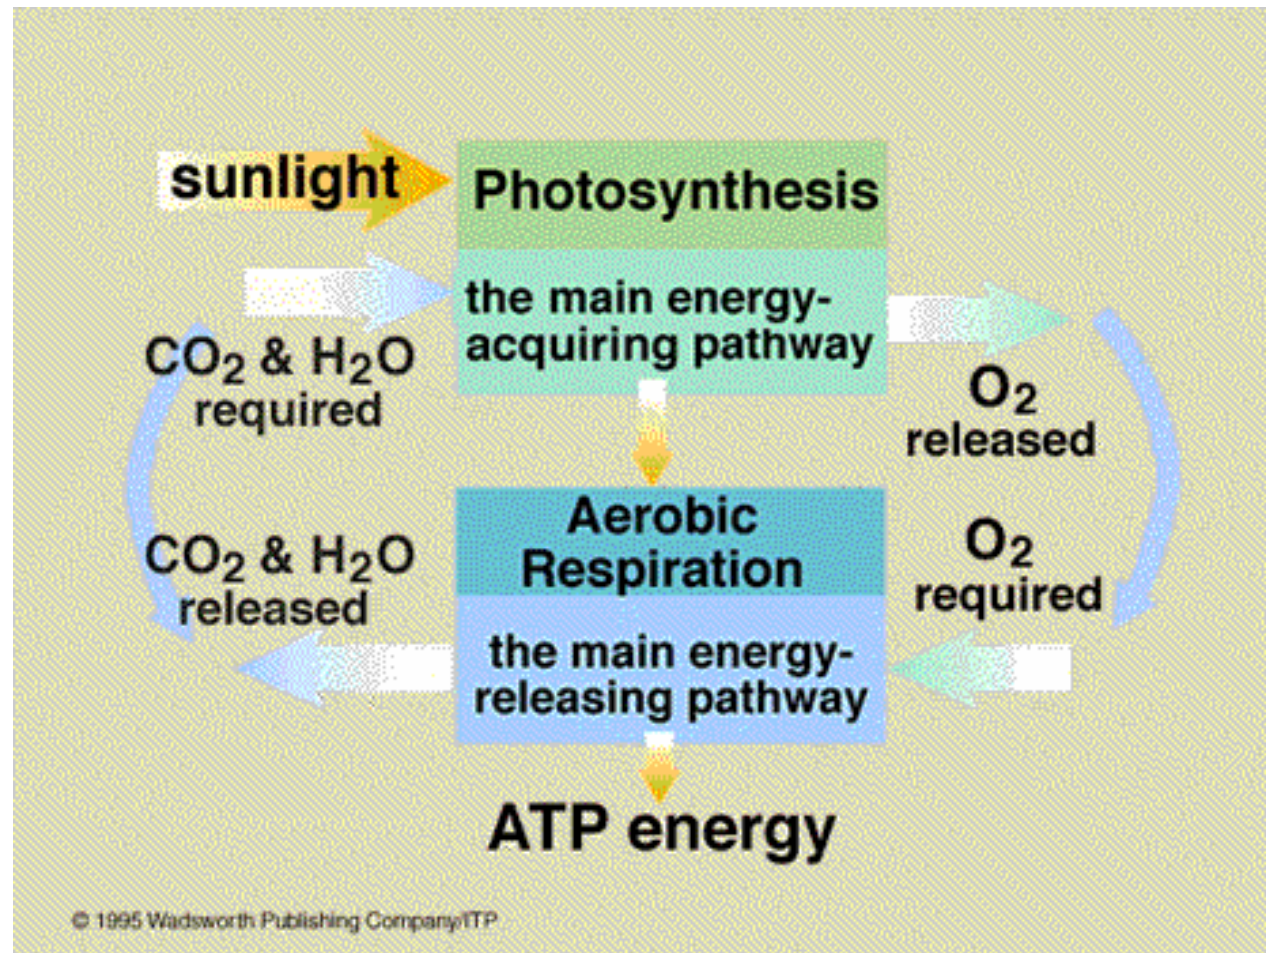 sunlight
Photosynthesis
the main energy-
acquiring pathway
CO₂ & H₂O
required
O₂
released
Aerobic
Respiration
the main energy-
releasing pathway
CO₂ & H₂O
released
O₂
required
ATP energy
© 1995 Wadsworth Publishing Company/ITP